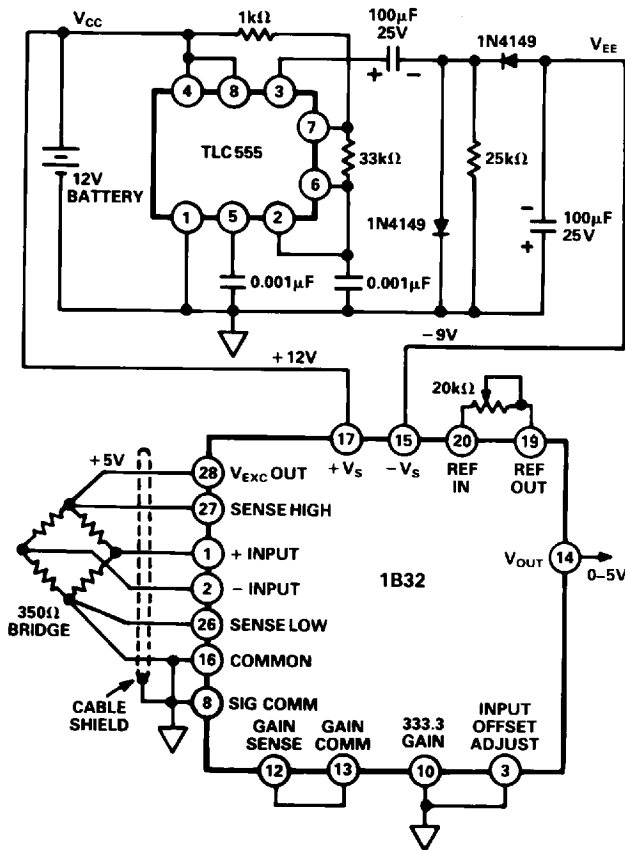 VCC
1kΩ
100μF
25V
+ -
1N4149
VEE
4 8 3
TLC555
7
33kΩ
6
25kΩ
12V
BATTERY
1 5 2
1N4149
-
100μF
25V
+
0.001μF
0.001μF
-9V
+12V
20kΩ
17 15 20 19
+VS -VS REF IN REF OUT
+5V
28 VEXC OUT
27 SENSE HIGH
1 + INPUT
2 - INPUT
26 SENSE LOW
16 COMMON
8 SIG COMM
350Ω
BRIDGE
CABLE
SHIELD
1B32
VOUT 14
0–5V
GAIN SENSE
GAIN COMM
333.3 GAIN
INPUT OFFSET ADJUST
12 13 10 3